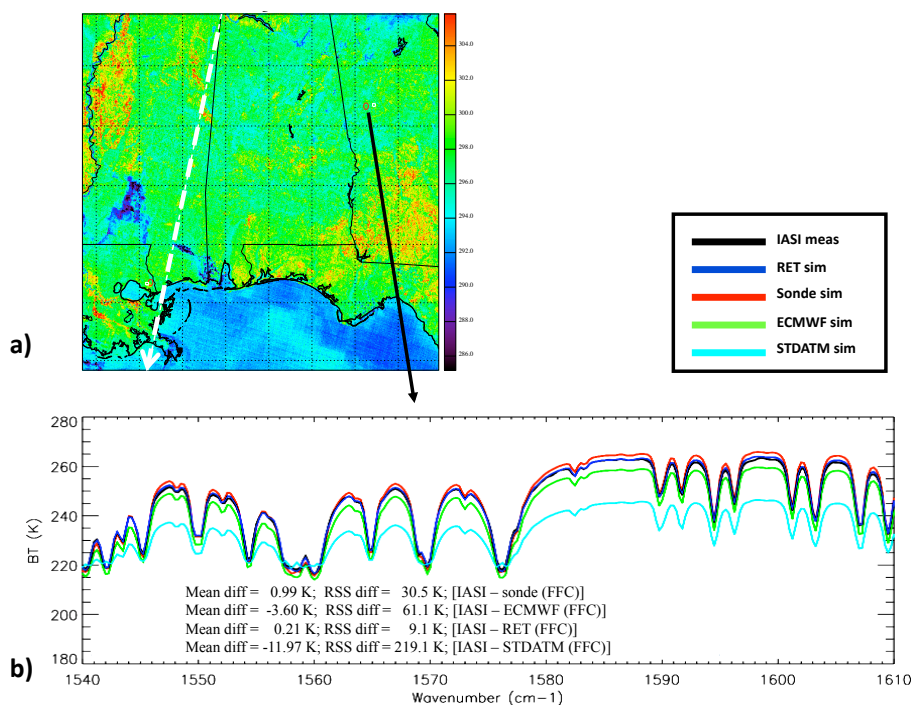 304.0
302.0
300.0
298.0
296.0
294.0
292.0
290.0
288.0
286.0
a)
IASI meas
RET sim
Sonde sim
ECMWF sim
STDATM sim
280
260
240
220
200
180
BT (K)
Mean diff = 0.99 K; RSS diff = 30.5 K; [IASI – sonde (FFC)]
Mean diff = -3.60 K; RSS diff = 61.1 K; [IASI – ECMWF (FFC)]
Mean diff = 0.21 K; RSS diff = 9.1 K; [IASI – RET (FFC)]
Mean diff = -11.97 K; RSS diff = 219.1 K; [IASI – STDATM (FFC)]
b)
1540 1550 1560 1570 1580 1590 1600 1610
Wavenumber (cm-1)